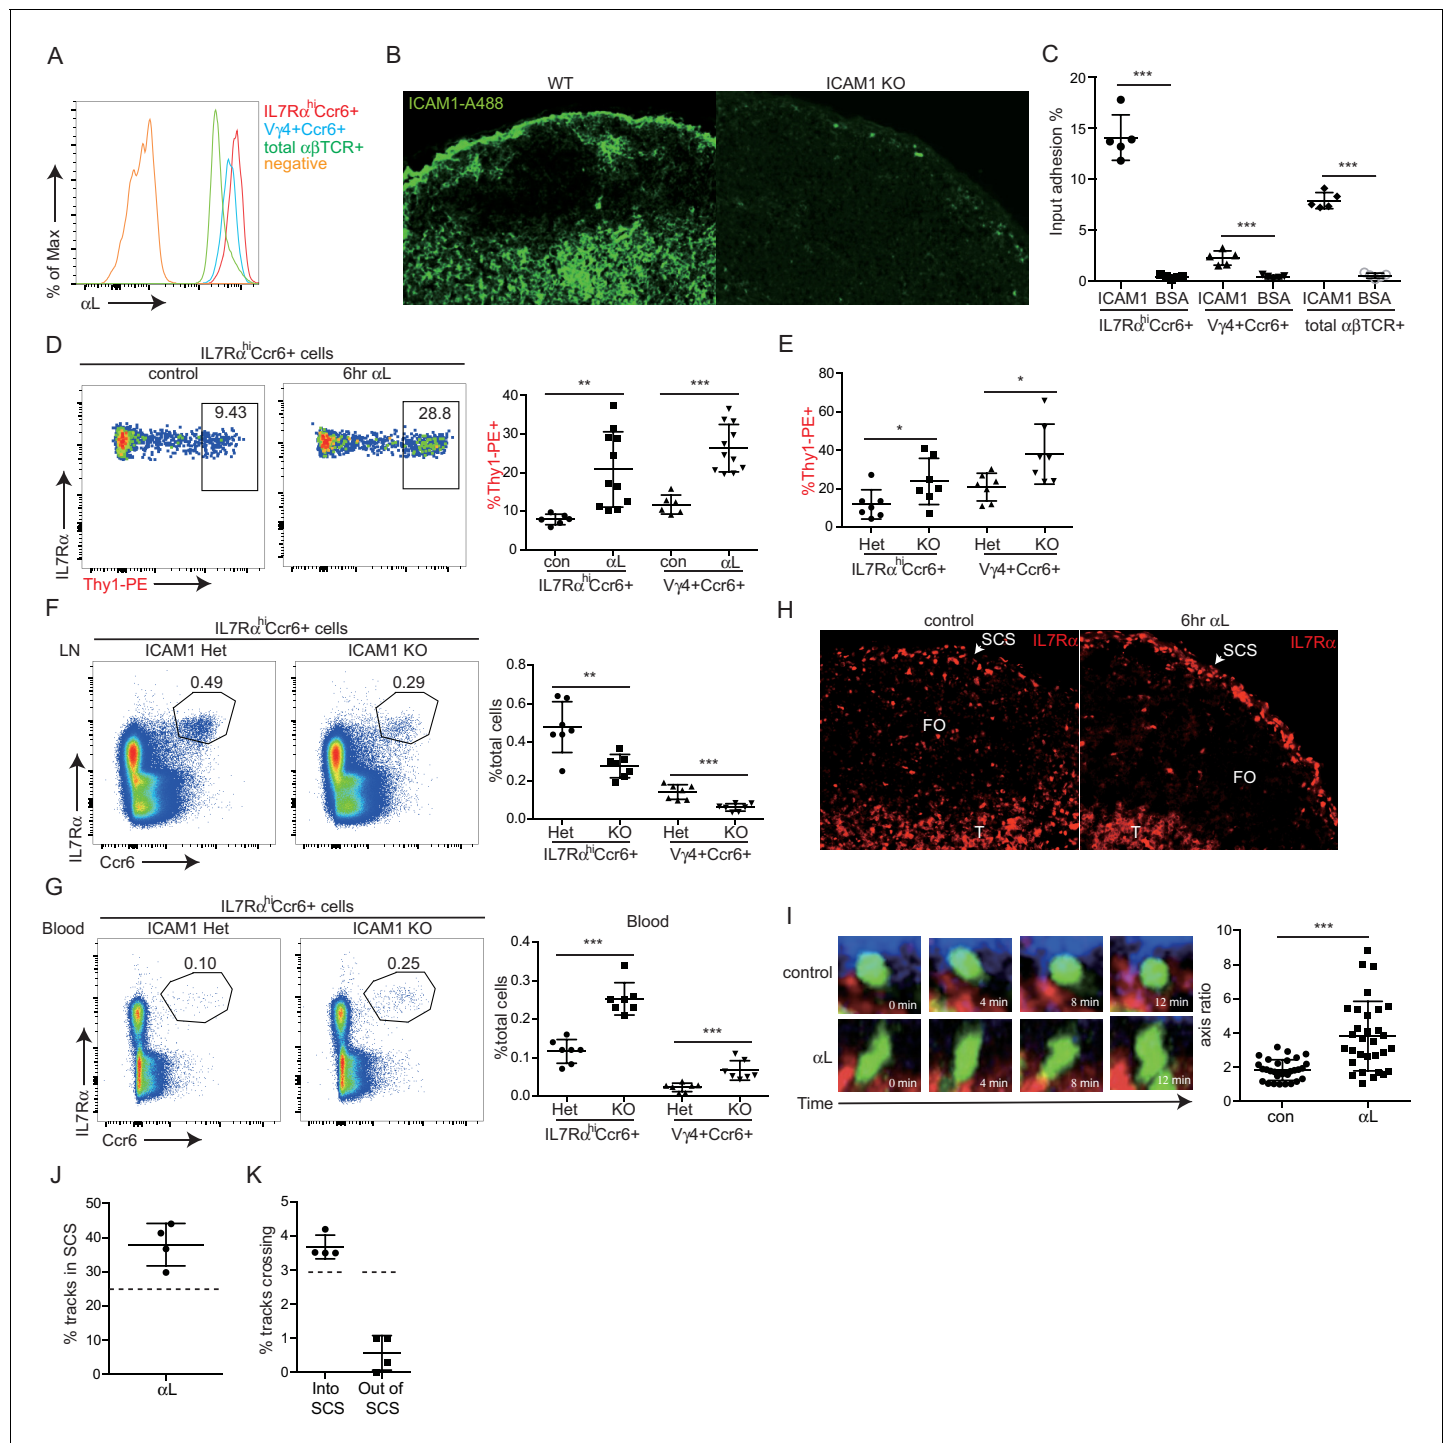 A
IL7Rαhi Ccr6+
Vγ4+Ccr6+
total αβTCR+
negative
% of Max
αL
B
WT
ICAM1 KO
ICAM1-A488
C
Input adhesion %
20
15
10
5
0
***
***
***
ICAM1 BSA ICAM1 BSA ICAM1 BSA
IL7RαhiCcr6+ Vγ4+Ccr6+ total αβTCR+
D
IL7RαhiCcr6+ cells
control
6hr αL
9.43
28.8
IL7Rα
Thy1-PE
%Thy1-PE+
40
30
20
10
0
**
***
con αL con αL
IL7RαhiCcr6+ Vγ4+Ccr6+
E
%Thy1-PE+
80
60
40
20
0
*
*
Het KO Het KO
IL7RαhiCcr6+ Vγ4+Ccr6+
F
IL7RαhiCcr6+ cells
LN
ICAM1 Het
ICAM1 KO
0.49
0.29
IL7Rα
Ccr6
%total cells
0.8
0.6
0.4
0.2
0.0
**
***
Het KO Het KO
IL7RαhiCcr6+ Vγ4+Ccr6+
H
control
6hr αL
SCS
IL7Rα
FO
T
SCS
IL7Rα
FO
T
G
IL7RαhiCcr6+ cells
Blood
ICAM1 Het
ICAM1 KO
0.10
0.25
IL7Rα
Ccr6
Blood
%total cells
0.4
0.3
0.2
0.1
0.0
***
***
Het KO Het KO
IL7RαhiCcr6+ Vγ4+Ccr6+
I
control
0 min
4 min
8 min
12 min
αL
0 min
4 min
8 min
12 min
Time
axis ratio
10
8
6
4
2
0
***
con αL
J
% tracks in SCS
50
40
30
20
10
0
αL
K
% tracks crossing
5
4
3
2
1
0
Into Out of
SCS SCS